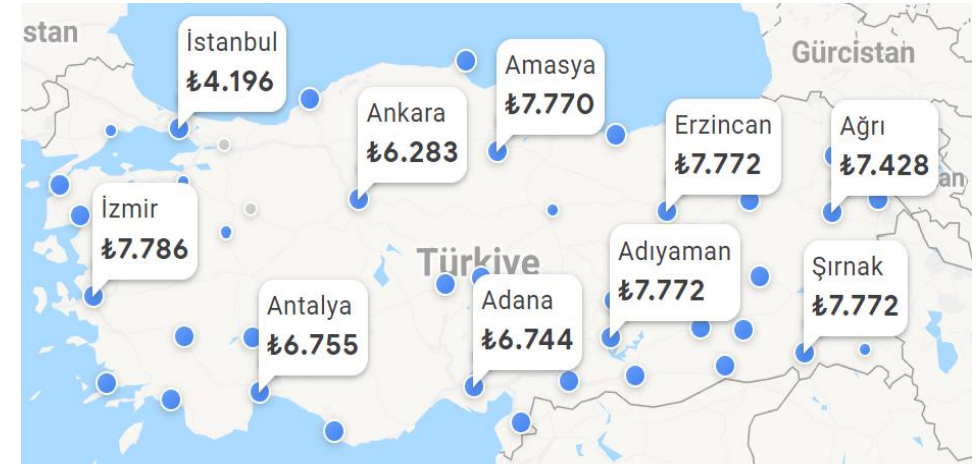 stan
İstanbul
₺4.196
Amasya
₺7.770
Gürcistan
Ankara
₺6.283
Erzincan
₺7.772
Ağrı
₺7.428
an
İzmir
₺7.786
Türkiye
Adıyaman
₺7.772
Şırnak
₺7.772
Antalya
₺6.755
Adana
₺6.744